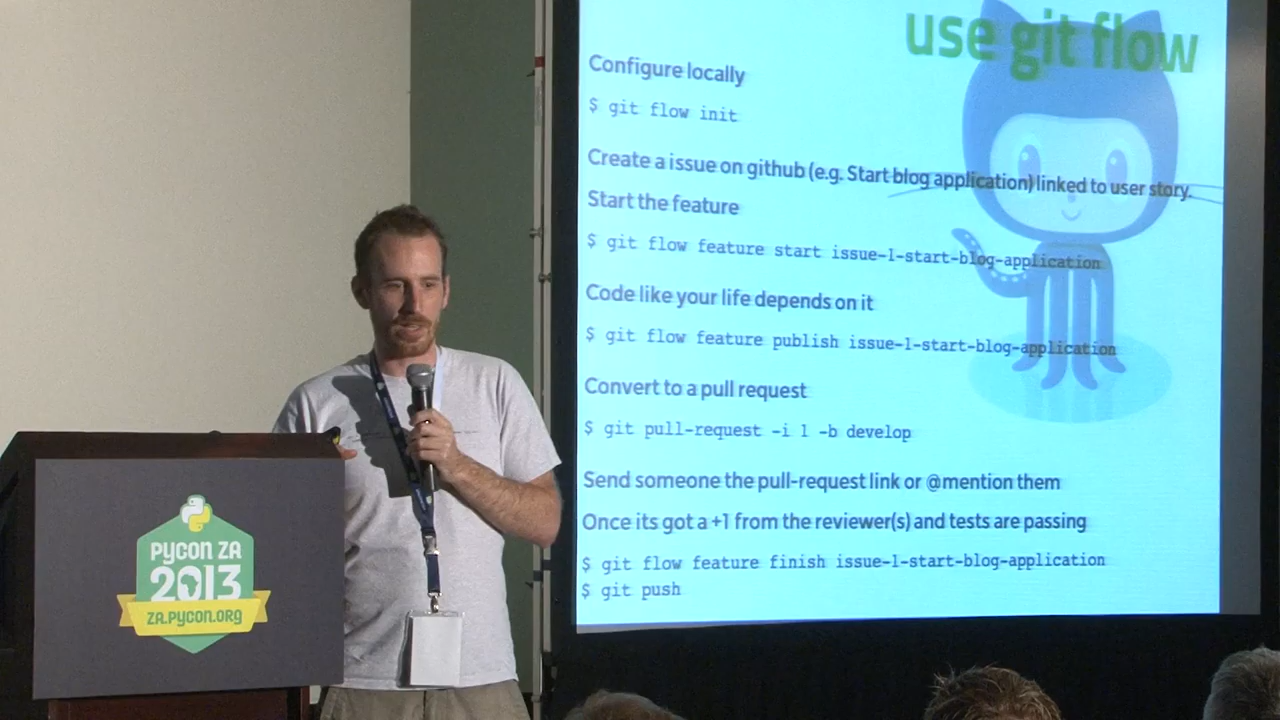 use git flow
Configure locally
$ git flow init
Create a issue on github (e.g. Start blog application) linked to user story.
Start the feature
$ git flow feature start issue-1-start-blog-application
Code like your life depends on it
$ git flow feature publish issue-1-start-blog-application
Convert to a pull request
$ git pull-request -i 1 -b develop
Send someone the pull-request link or @mention them
Once its got a +1 from the reviewer(s) and tests are passing
$ git flow feature finish issue-1-start-blog-application
$ git push
PYCON ZA
2013
ZA.PYCON.ORG